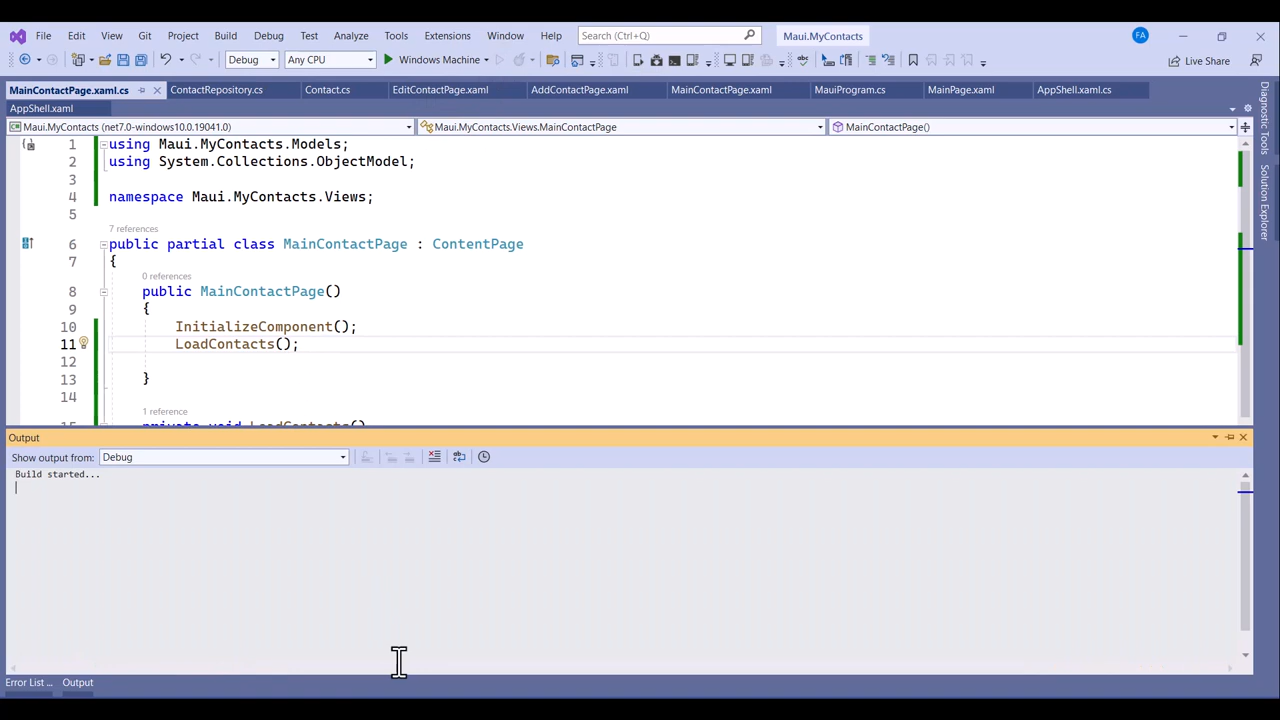 File Edit View Git Project Build Debug Test Analyze Tools Extensions Window Help Search (Ctrl+Q) Maui.MyContacts FA
Debug Any CPU Windows Machine Live Share
MainContactPage.xaml.cs ContactRepository.cs Contact.cs EditContactPage.xaml AddContactPage.xaml MainContactPage.xaml MauiProgram.cs MainPage.xaml AppShell.xaml.cs
AppShell.xaml
Maui.MyContacts (net7.0-windows10.0.19041.0) Maui.MyContacts.Views.MainContactPage MainContactPage()
1 using Maui.MyContacts.Models;
2 using System.Collections.ObjectModel;
3
4 namespace Maui.MyContacts.Views;
5
7 references
6 public partial class MainContactPage : ContentPage
7 {
0 references
8 public MainContactPage()
9 {
10 InitializeComponent();
11 LoadContacts();
12
13 }
14
1 reference
15 private void LoadContacts()
Output
Show output from: Debug
Build started...
Error List ... Output
Diagnostic Tools
Solution Explorer